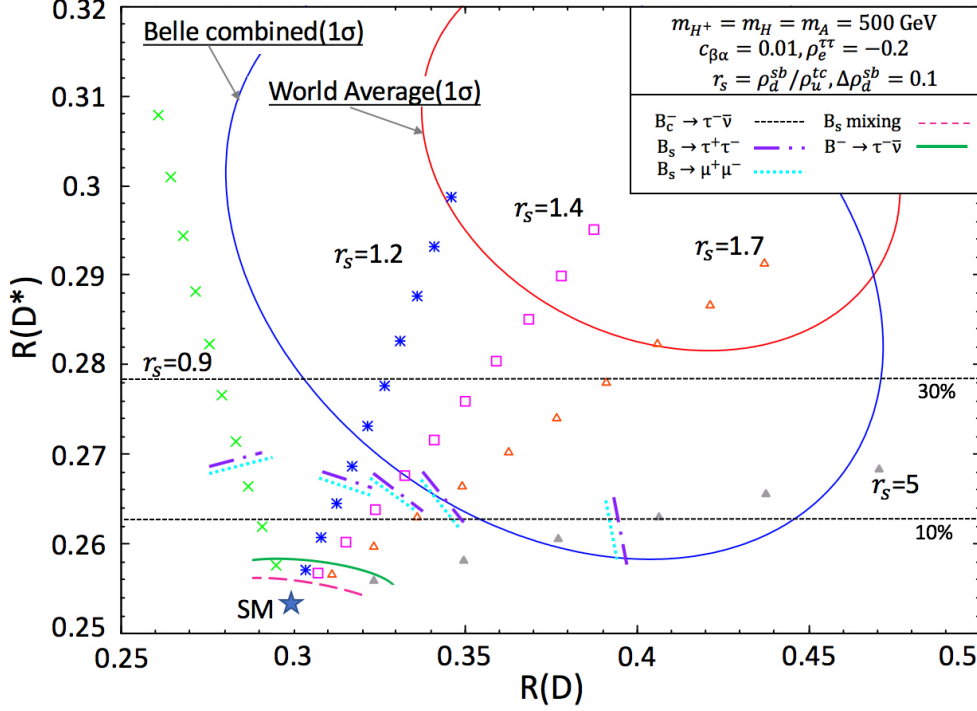 0.32
0.31
0.3
0.29
0.28
0.27
0.26
0.25
R(D*)
Belle combined(1σ)
World Average(1σ)
m_{H⁺} = m_H = m_A = 500 GeV
c_{βα} = 0.01, ρ_e^{ττ} = −0.2
r_s = ρ_d^{sb}/ρ_u^{tc}, Δρ_d^{sb} = 0.1
B_c⁻ → τ⁻ν̄
B_s mixing
B_s → τ⁺τ⁻
B⁻ → τ⁻ν̄
B_s → μ⁺μ⁻
r_s=1.4
r_s=1.7
r_s=1.2
r_s=0.9
30%
r_s=5
10%
SM
0.25
0.3
0.35
0.4
0.45
0.5
R(D)